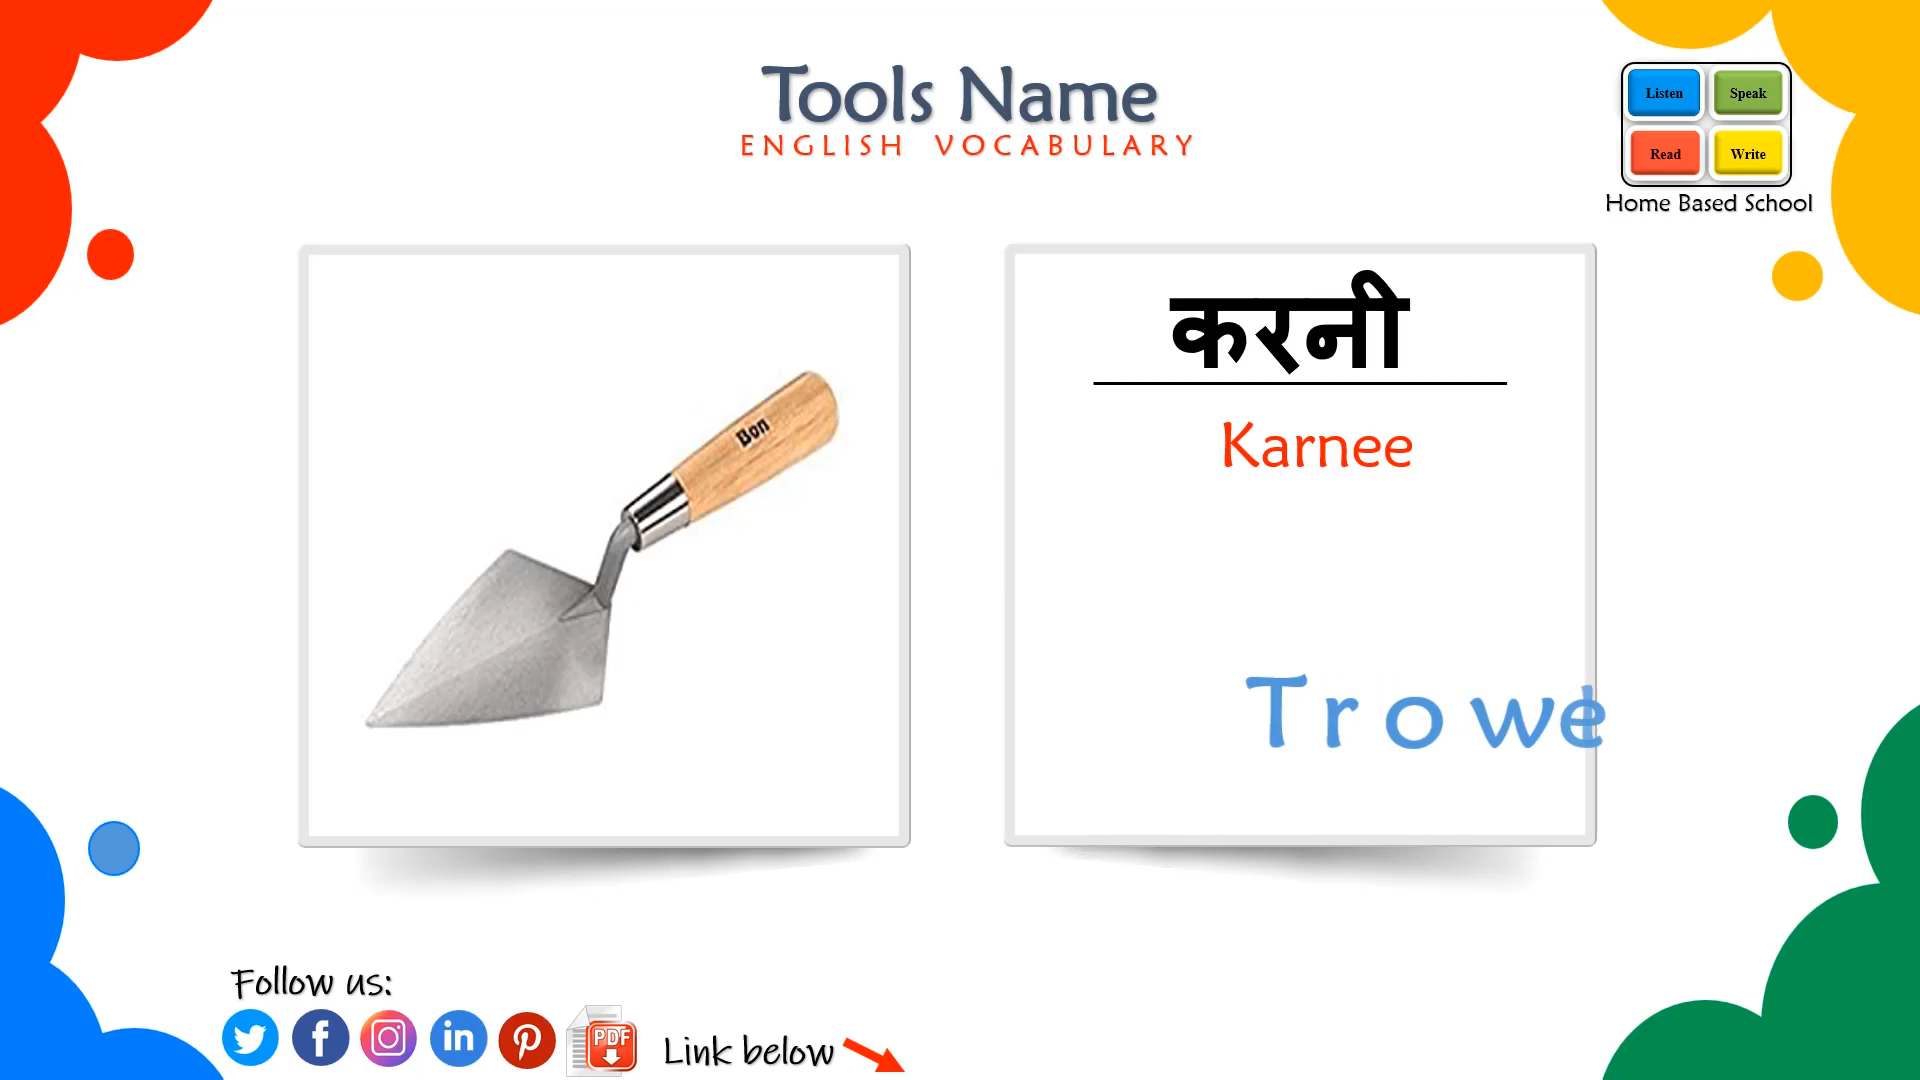 Tools Name
ENGLISH VOCABULARY
Listen
Speak
Read
Write
Home Based School
Bon
करनी
Karnee
Trowel
Follow us:
PDF
Link below